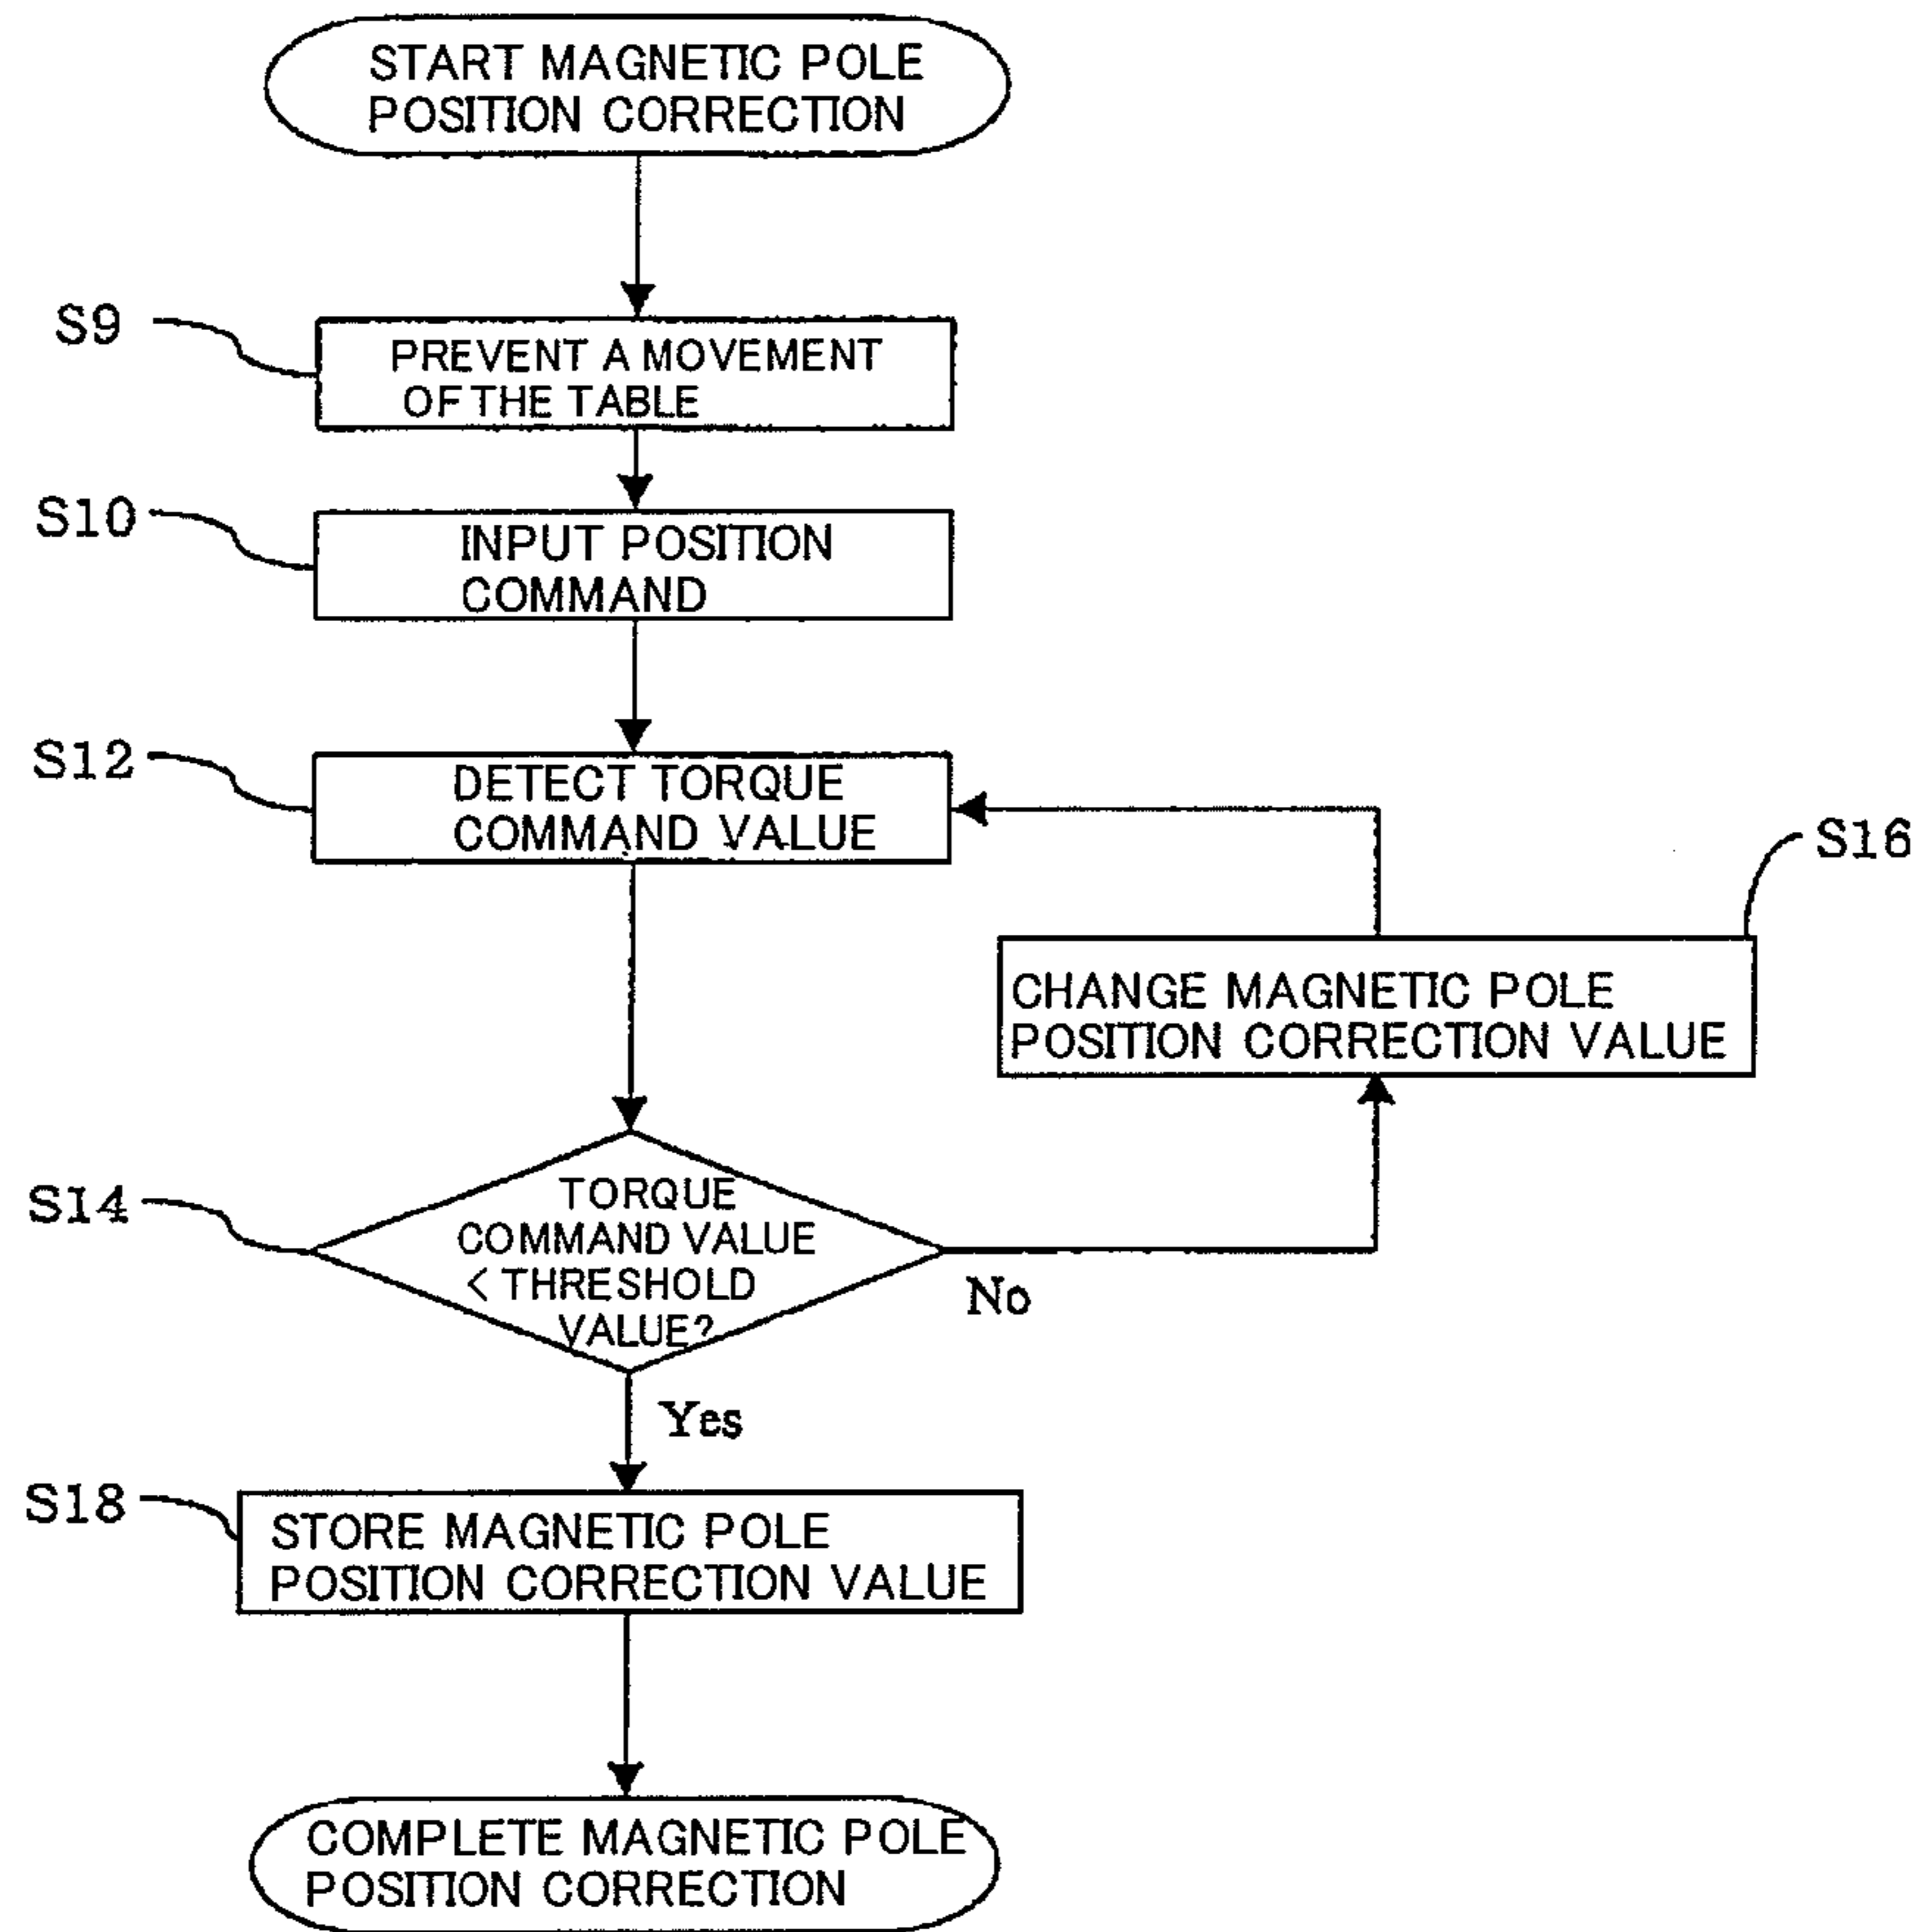 START MAGNETIC POLE
POSITION CORRECTION
S9
PREVENT A MOVEMENT
OF THE TABLE
S10
INPUT POSITION
COMMAND
S12
DETECT TORQUE
COMMAND VALUE
S16
CHANGE MAGNETIC POLE
POSITION CORRECTION VALUE
S14
TORQUE
COMMAND VALUE
< THRESHOLD
VALUE?
No
Yes
S18
STORE MAGNETIC POLE
POSITION CORRECTION VALUE
COMPLETE MAGNETIC POLE
POSITION CORRECTION